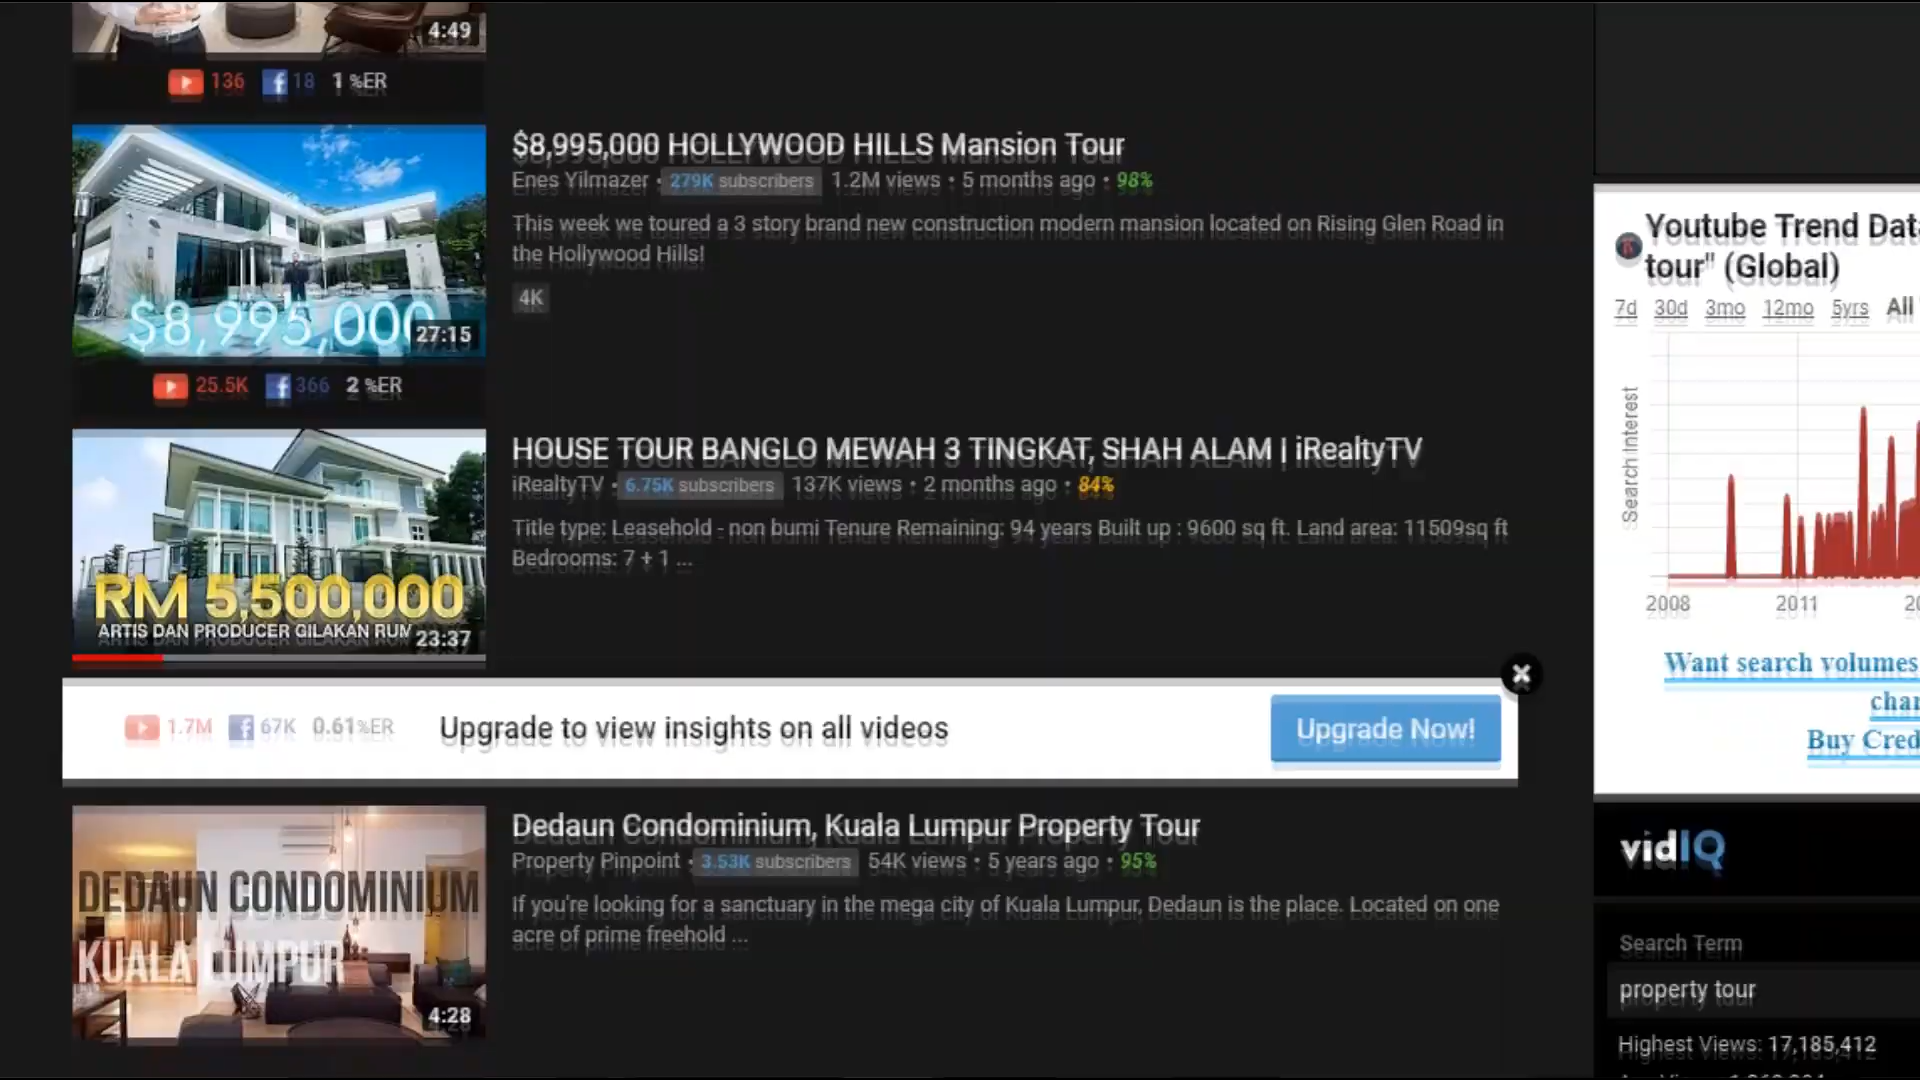 4:49
136 18 1 %ER
$8,995,000
27:15
25.5K 366 2 %ER
$8,995,000 HOLLYWOOD HILLS Mansion Tour
Enes Yilmazer • 279K subscribers 1.2M views • 5 months ago • 98%
This week we toured a 3 story brand new construction modern mansion located on Rising Glen Road in
the Hollywood Hills!
4K
RM 5,500,000
ARTIS DAN PRODUCER GILAKAN RUM
23:37
HOUSE TOUR BANGLO MEWAH 3 TINGKAT, SHAH ALAM | iRealtyTV
iRealtyTV • 6.75K subscribers 137K views • 2 months ago • 84%
Title type: Leasehold - non bumi Tenure Remaining: 94 years Built up : 9600 sq ft. Land area: 11509sq ft
Bedrooms: 7 + 1 ...
1.7M 67K 0.61%ER Upgrade to view insights on all videos Upgrade Now!
DEDAUN CONDOMINIUM
KUALA LUMPUR
4:28
Dedaun Condominium, Kuala Lumpur Property Tour
Property Pinpoint • 3.53K subscribers 54K views • 5 years ago • 95%
If you're looking for a sanctuary in the mega city of Kuala Lumpur, Dedaun is the place. Located on one
acre of prime freehold ...
Youtube Trend Dat
tour" (Global)
7d 30d 3mo 12mo 5yrs All
Search Interest
2008 2011 20
Want search volumes
char
Buy Cred
vidIQ
Search Term
property tour
Highest Views: 17,185,412